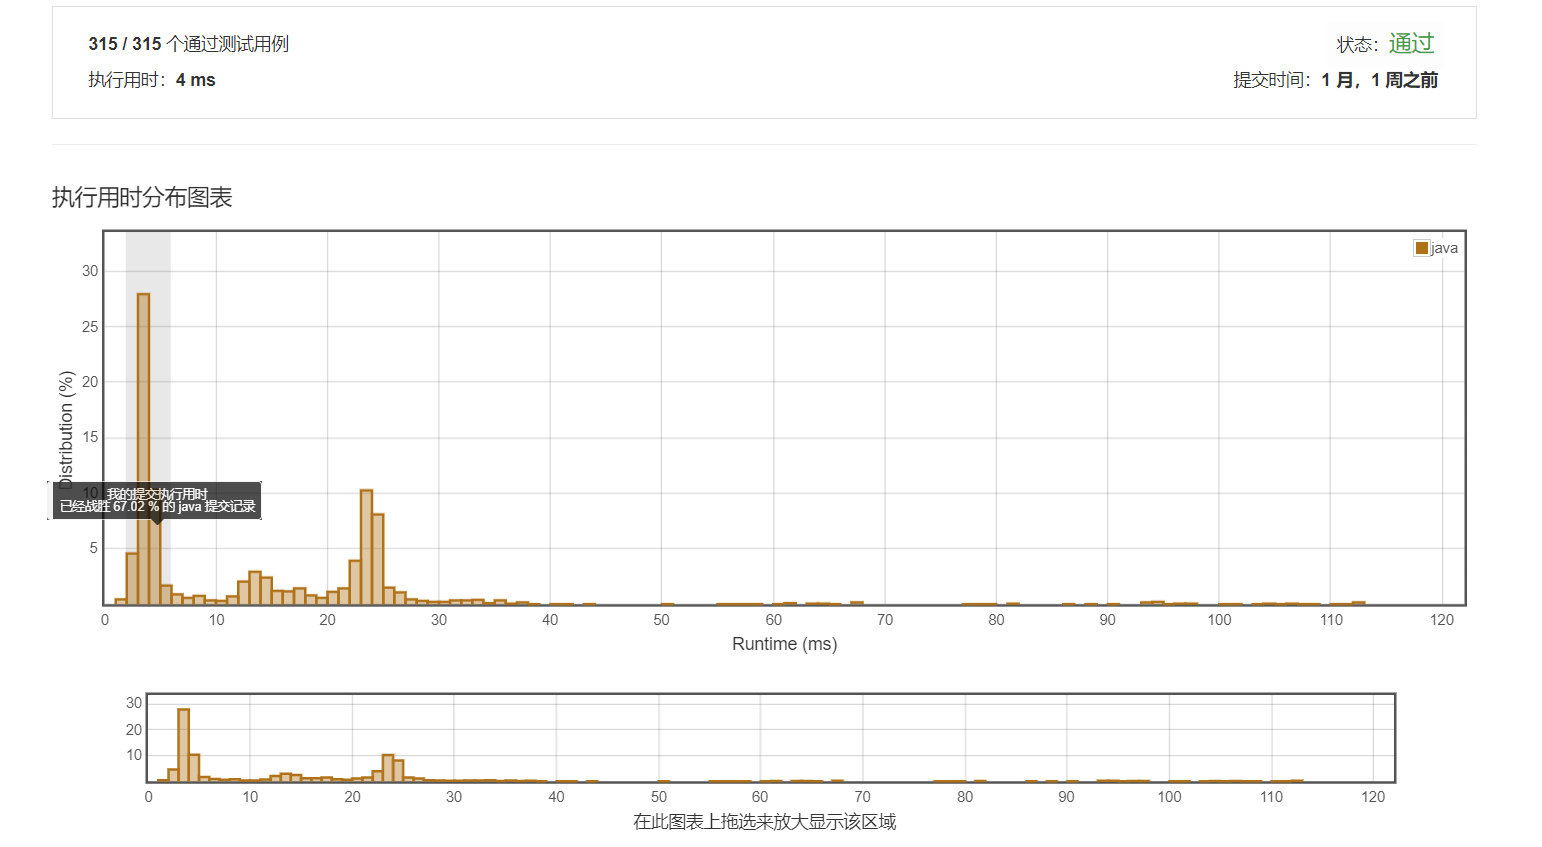 315 / 315 个通过测试用例
状态：通过
执行用时：4 ms
提交时间：1 月，1 周之前
执行用时分布图表
java
30
25
20
15
10
5
Distribution (%)
我的提交执行用时
已经战胜 67.02 % 的 java 提交记录
0 10 20 30 40 50 60 70 80 90 100 110 120
Runtime (ms)
30
20
10
0 10 20 30 40 50 60 70 80 90 100 110 120
在此图表上拖选来放大显示该区域